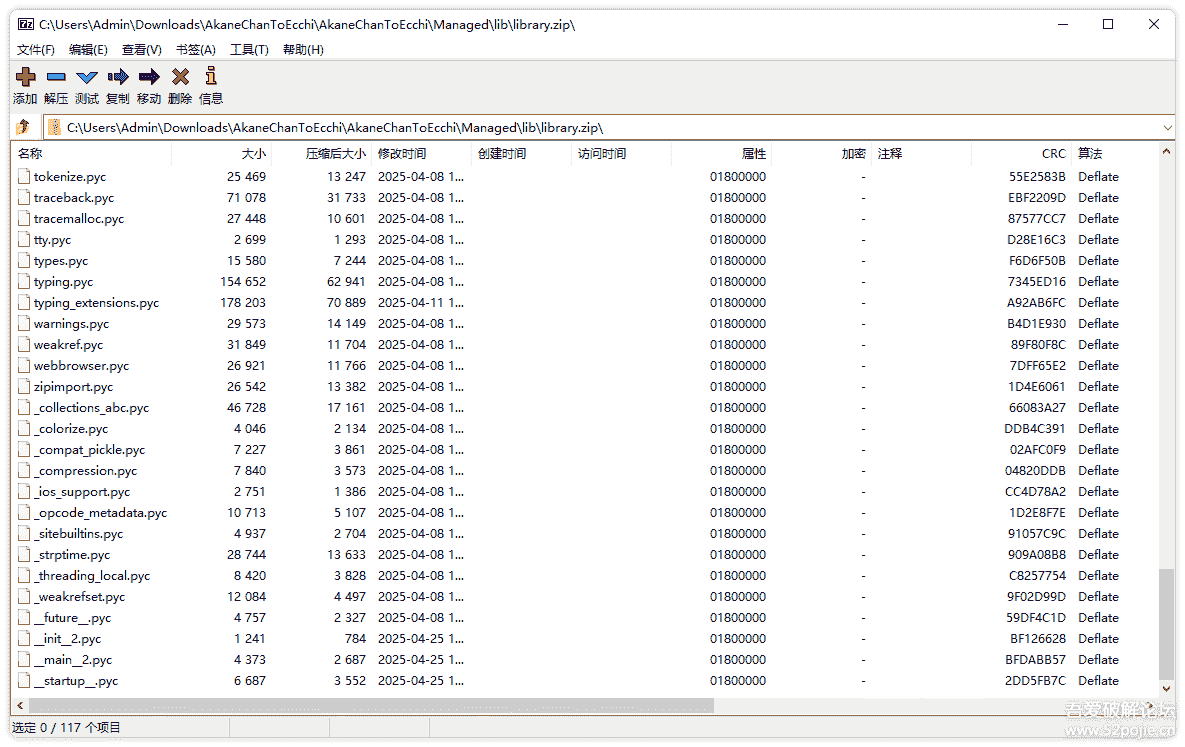 C:\Users\Admin\Downloads\AkaneChanToEcchi\AkaneChanToEcchi\Managed\lib\library.zip\
文件(F) 编辑(E) 查看(V) 书签(A) 工具(T) 帮助(H)
添加 解压 测试 复制 移动 删除 信息
C:\Users\Admin\Downloads\AkaneChanToEcchi\AkaneChanToEcchi\Managed\lib\library.zip\
名称 大小 压缩后大小 修改时间 创建时间 访问时间 属性 加密 注释 CRC 算法
tokenize.pyc 25 469 13 247 2025-04-08 1... 01800000 - 55E2583B Deflate
traceback.pyc 71 078 31 733 2025-04-08 1... 01800000 - EBF2209D Deflate
tracemalloc.pyc 27 448 10 601 2025-04-08 1... 01800000 - 87577CC7 Deflate
tty.pyc 2 699 1 293 2025-04-08 1... 01800000 - D28E16C3 Deflate
types.pyc 15 580 7 244 2025-04-08 1... 01800000 - F6D6F50B Deflate
typing.pyc 154 652 62 941 2025-04-08 1... 01800000 - 7345ED16 Deflate
typing_extensions.pyc 178 203 70 889 2025-04-11 1... 01800000 - A92AB6FC Deflate
warnings.pyc 29 573 14 149 2025-04-08 1... 01800000 - B4D1E930 Deflate
weakref.pyc 31 849 11 704 2025-04-08 1... 01800000 - 89F80F8C Deflate
webbrowser.pyc 26 921 11 766 2025-04-08 1... 01800000 - 7DFF65E2 Deflate
zipimport.pyc 26 542 13 382 2025-04-08 1... 01800000 - 1D4E6061 Deflate
_collections_abc.pyc 46 728 17 161 2025-04-08 1... 01800000 - 66083A27 Deflate
_colorize.pyc 4 046 2 134 2025-04-08 1... 01800000 - DDB4C391 Deflate
_compat_pickle.pyc 7 227 3 861 2025-04-08 1... 01800000 - 02AFC0F9 Deflate
_compression.pyc 7 840 3 573 2025-04-08 1... 01800000 - 04820DDB Deflate
_ios_support.pyc 2 751 1 386 2025-04-08 1... 01800000 - CC4D78A2 Deflate
_opcode_metadata.pyc 10 713 5 107 2025-04-08 1... 01800000 - 1D2E8F7E Deflate
_sitebuiltins.pyc 4 937 2 704 2025-04-08 1... 01800000 - 91057C9C Deflate
_strptime.pyc 28 744 13 633 2025-04-08 1... 01800000 - 909A08B8 Deflate
_threading_local.pyc 8 420 3 828 2025-04-08 1... 01800000 - C8257754 Deflate
_weakrefset.pyc 12 084 4 497 2025-04-08 1... 01800000 - 9F02D99D Deflate
__future__.pyc 4 757 2 327 2025-04-08 1... 01800000 - 59DF4C1D Deflate
__init__2.pyc 1 241 784 2025-04-25 1... 01800000 - BF126628 Deflate
__main__2.pyc 4 373 2 687 2025-04-25 1... 01800000 - BFDABB57 Deflate
__startup__.pyc 6 687 3 552 2025-04-25 1... 01800000 - 2DD5FB7C Deflate
选定 0 / 117 个项目
吾爱破解论坛
www.52pojie.cn